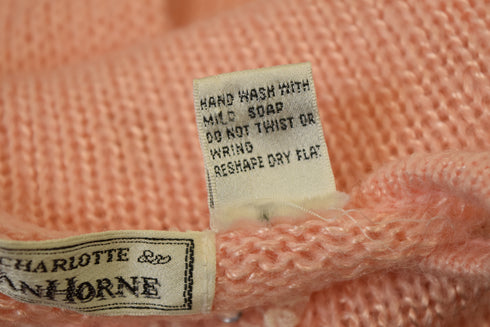 HAND WASH WITH
MILD SOAP
DO NOT TWIST OR
WRING
RESHAPE DRY FLAT
CHARLOTTE &
VANHORNE